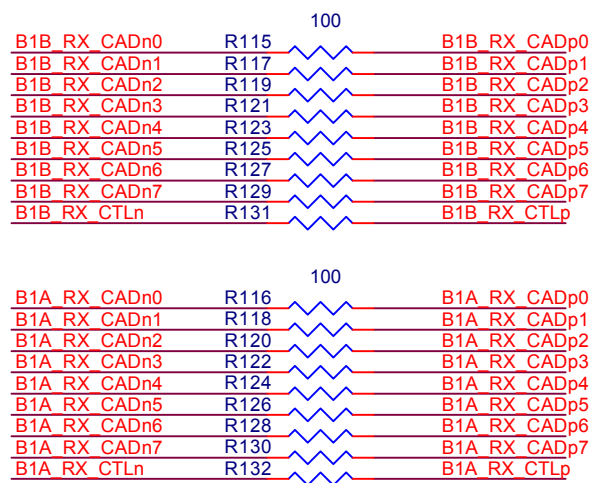 100
B1B_RX_CADn0 R115 B1B_RX_CADp0
B1B_RX_CADn1 R117 B1B_RX_CADp1
B1B_RX_CADn2 R119 B1B_RX_CADp2
B1B_RX_CADn3 R121 B1B_RX_CADp3
B1B_RX_CADn4 R123 B1B_RX_CADp4
B1B_RX_CADn5 R125 B1B_RX_CADp5
B1B_RX_CADn6 R127 B1B_RX_CADp6
B1B_RX_CADn7 R129 B1B_RX_CADp7
B1B_RX_CTLn R131 B1B_RX_CTLp
100
B1A_RX_CADn0 R116 B1A_RX_CADp0
B1A_RX_CADn1 R118 B1A_RX_CADp1
B1A_RX_CADn2 R120 B1A_RX_CADp2
B1A_RX_CADn3 R122 B1A_RX_CADp3
B1A_RX_CADn4 R124 B1A_RX_CADp4
B1A_RX_CADn5 R126 B1A_RX_CADp5
B1A_RX_CADn6 R128 B1A_RX_CADp6
B1A_RX_CADn7 R130 B1A_RX_CADp7
B1A_RX_CTLn R132 B1A_RX_CTLp